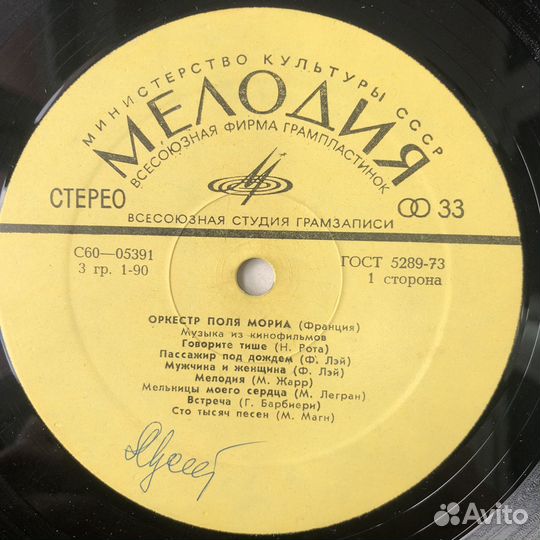 МИНИСТЕРСТВО КУЛЬТУРЫ СССР
МЕЛОДИЯ
ВСЕСОЮЗНАЯ ФИРМА ГРАМПЛАСТИНОК
СТЕРЕО 33
ВСЕСОЮЗНАЯ СТУДИЯ ГРАМЗАПИСИ
С60—05391 ГОСТ 5289-73
3 гр. 1-90 1 сторона
ОРКЕСТР ПОЛЯ МОРИА (Франция)
Музыка из кинофильмов
Говорите тише (Н. Рота)
Пассажир под дождем (Ф. Лэй)
Мужчина и женщина (Ф. Лэй)
Мелодия (М. Жарр)
Мельницы моего сердца (М. Легран)
Встреча (Г. Барбиери)
Сто тысяч песен (М. Магн)
Avito